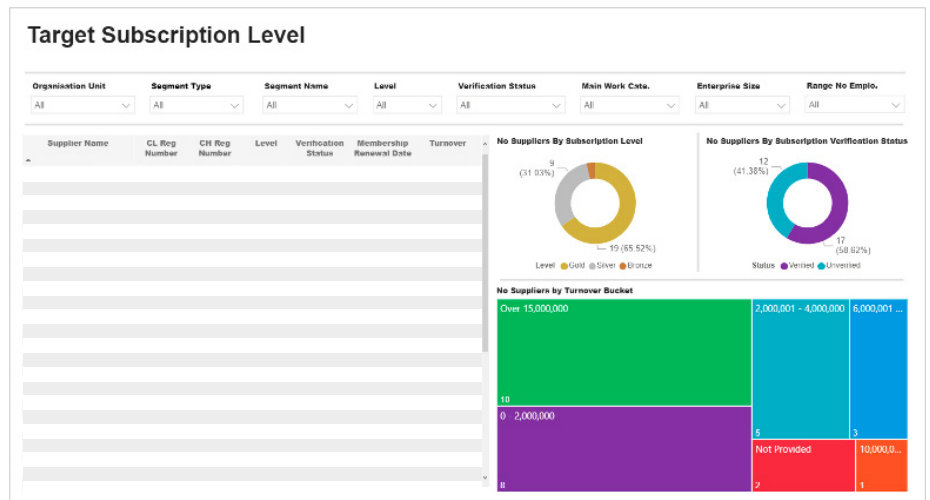 Target Subscription Level
Organisation Unit Segment Type Segment Name Level Verification Status Main Work Cate. Enterprise Size Range No Emplo.
All All All All All All All All
Supplier Name CL Reg Number CH Reg Number Level Verification Status Membership Renewal Date Turnover
No Suppliers By Subscription Level
9
(31.03%)
19 (65.52%)
Level Gold Silver Bronze
No Suppliers By Subscription Verification Status
12
(41.38%)
17
(58.62%)
Status Verified Unverified
No Suppliers by Turnover Bucket
Over 15,000,000
10
0 2,000,000
8
2,000,001 - 4,000,000
5
6,000,001 ...
3
Not Provided
2
10,000,0...
1